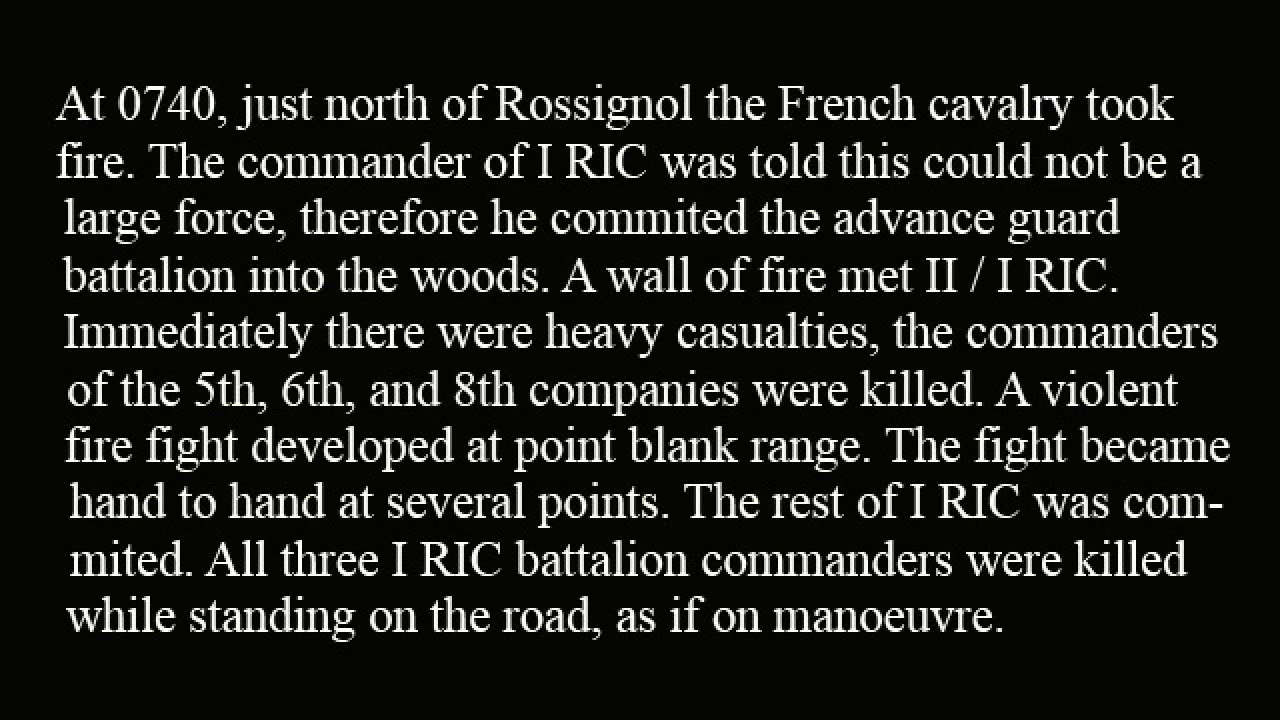 At 0740, just north of Rossignol the French cavalry took
fire. The commander of I RIC was told this could not be a
large force, therefore he commited the advance guard
battalion into the woods. A wall of fire met II / I RIC.
Immediately there were heavy casualties, the commanders
of the 5th, 6th, and 8th companies were killed. A violent
fire fight developed at point blank range. The fight became
hand to hand at several points. The rest of I RIC was com-
mited. All three I RIC battalion commanders were killed
while standing on the road, as if on manoeuvre.